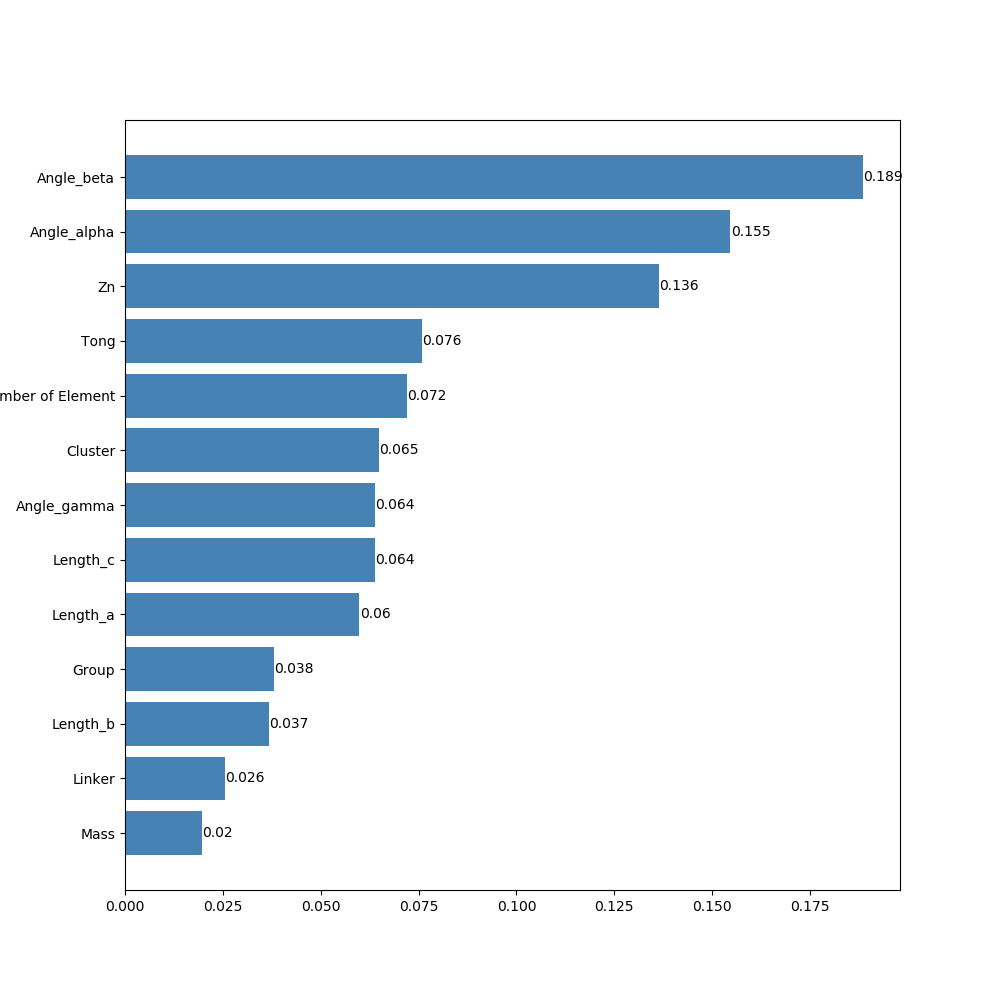 Angle_beta 0.189
Angle_alpha 0.155
Zn 0.136
Tong 0.076
mber of Element 0.072
Cluster 0.065
Angle_gamma 0.064
Length_c 0.064
Length_a 0.06
Group 0.038
Length_b 0.037
Linker 0.026
Mass 0.02
0.000 0.025 0.050 0.075 0.100 0.125 0.150 0.175